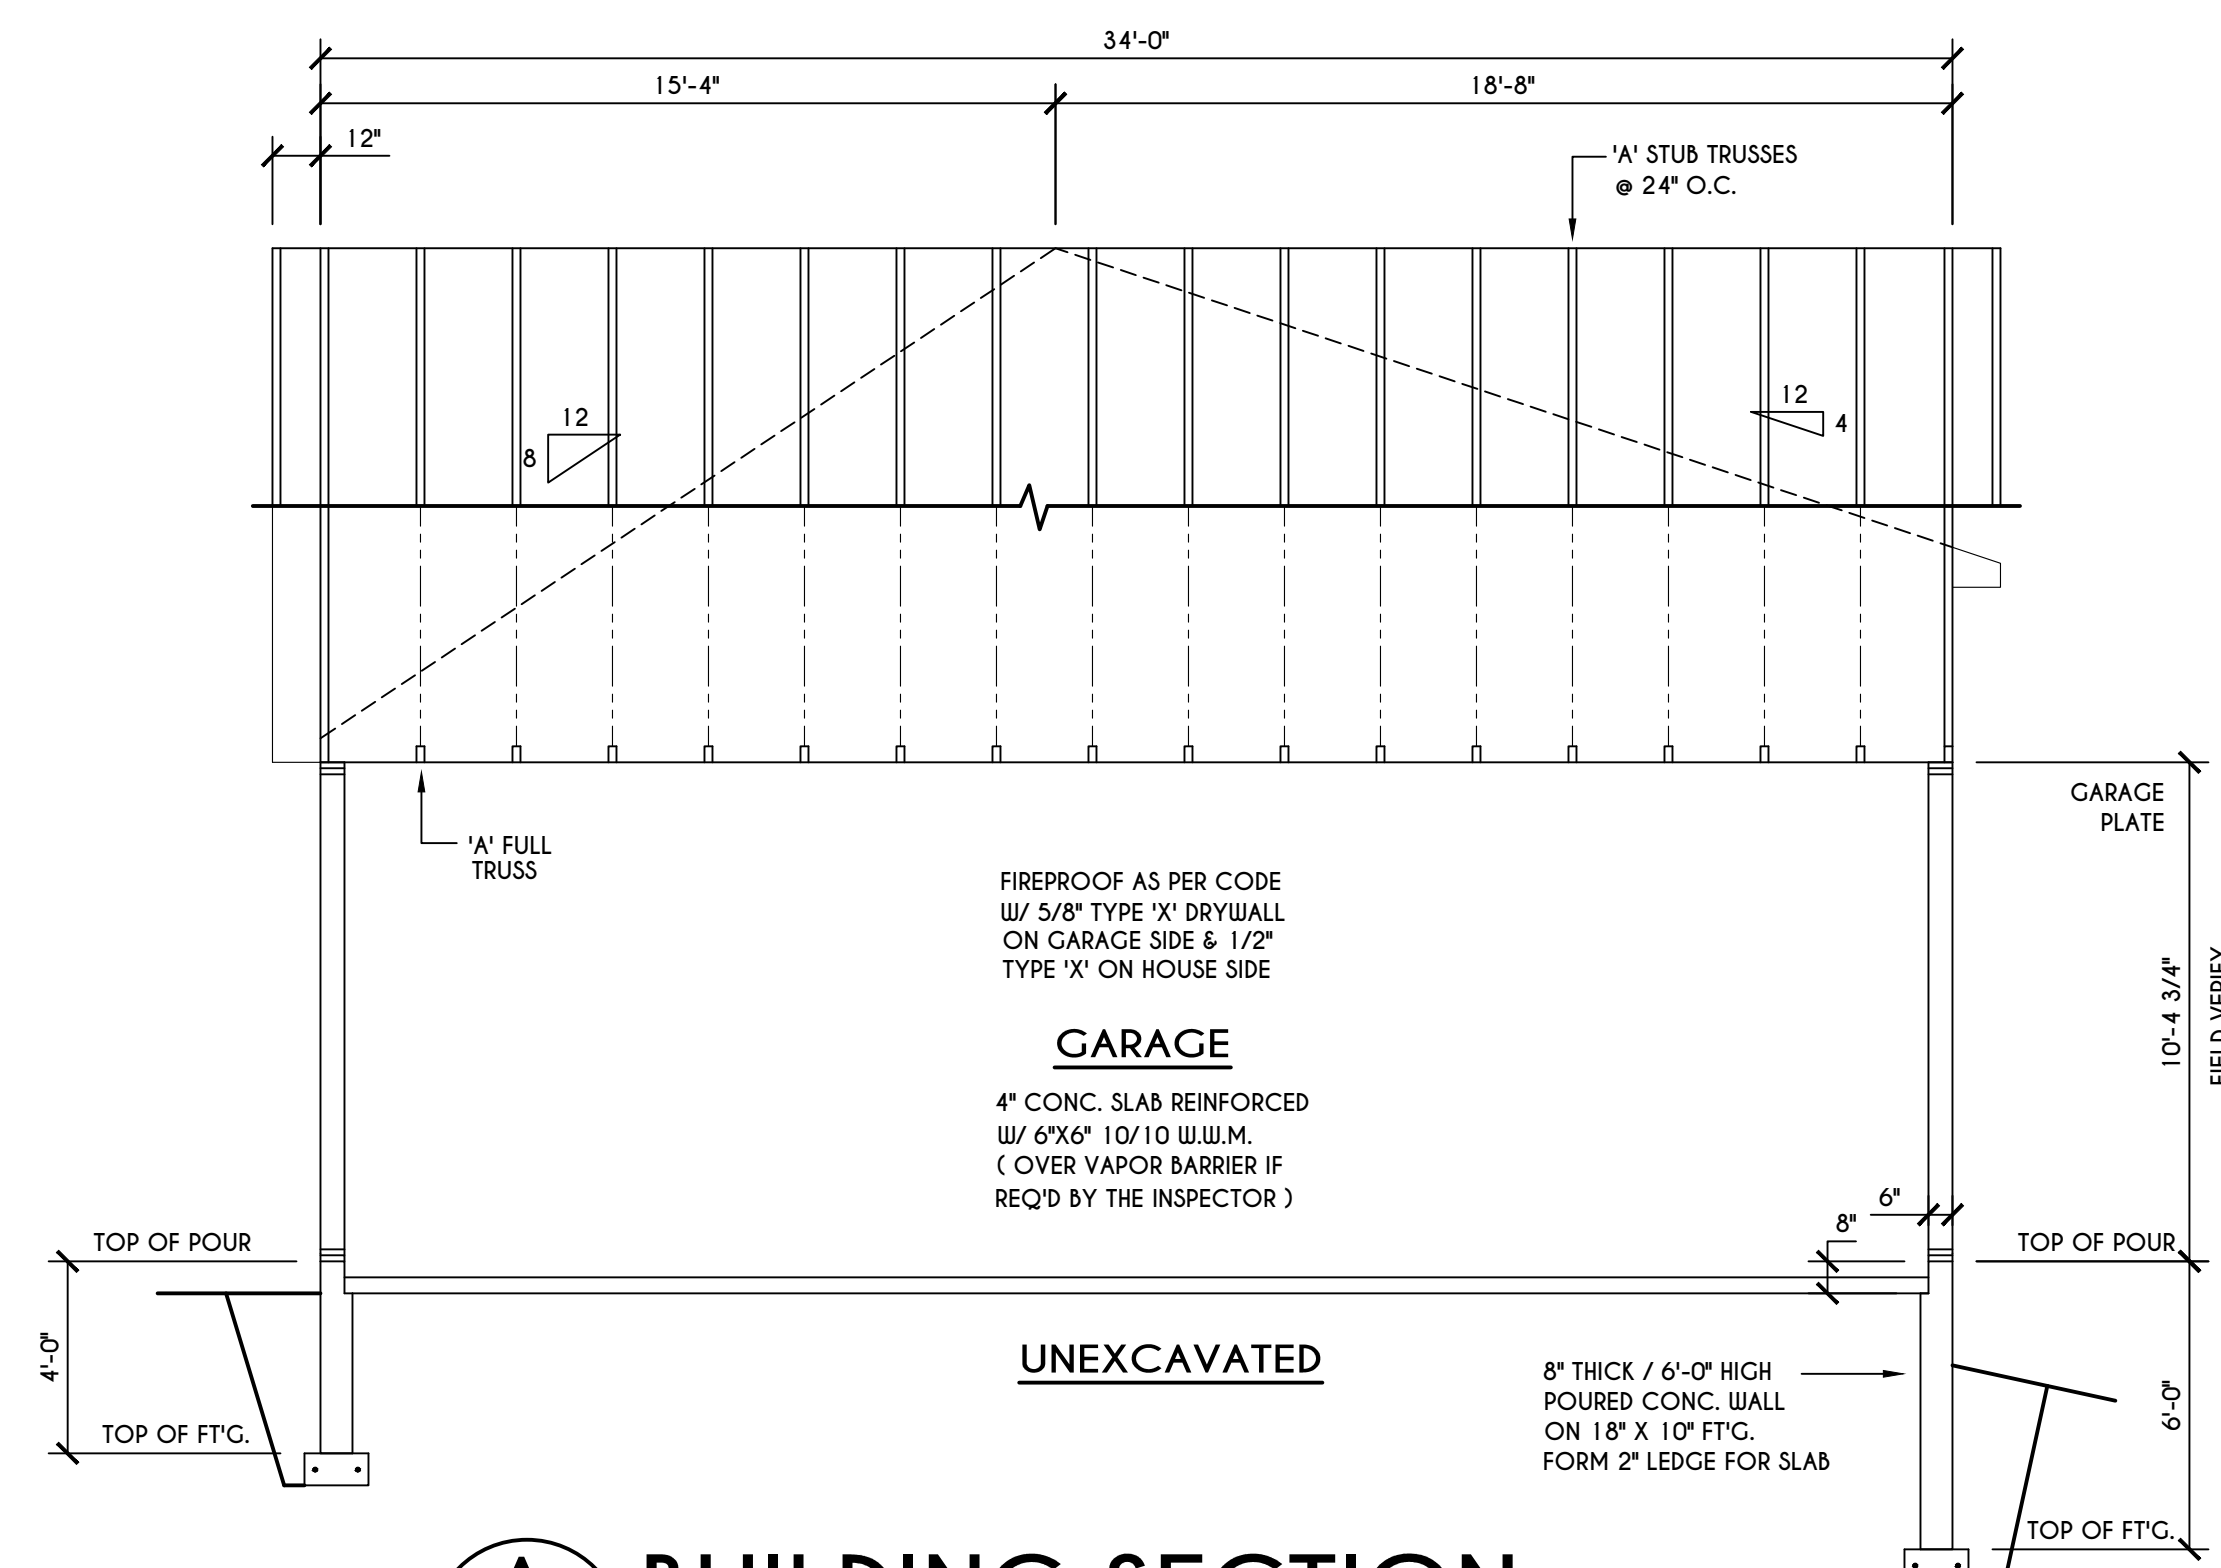 34'-0"
15'-4"
18'-8"
12"
'A' STUB TRUSSES
@ 24" O.C.
12
8
12
4
GARAGE
PLATE
'A' FULL
TRUSS
FIREPROOF AS PER CODE
W/ 5/8" TYPE 'X' DRYWALL
ON GARAGE SIDE & 1/2"
TYPE 'X' ON HOUSE SIDE
10'-4 3/4"
FIELD VERIFY
GARAGE
4" CONC. SLAB REINFORCED
W/ 6"X6" 10/10 W.W.M.
( OVER VAPOR BARRIER IF
REQ'D BY THE INSPECTOR )
6"
8"
TOP OF POUR
TOP OF POUR
4'-0"
UNEXCAVATED
8" THICK / 6'-0" HIGH
POURED CONC. WALL
ON 18" X 10" FT'G.
FORM 2" LEDGE FOR SLAB
6'-0"
TOP OF FT'G.
TOP OF FT'G.
A
BUILDING SECTION